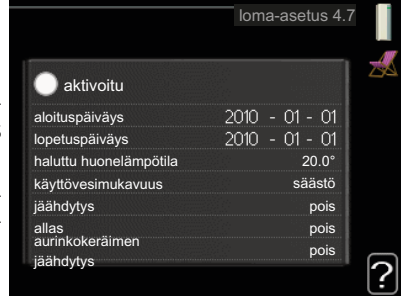 loma-asetus 4.7
aktivoitu
aloituspäiväys 2010 - 01 - 01
lopetuspäiväys 2010 - 01 - 01
haluttu huonelämpötila 20.0°
käyttövesimukavuus säästö
jäähdytys pois
allas pois
aurinkokeräimen
jäähdytys pois
?